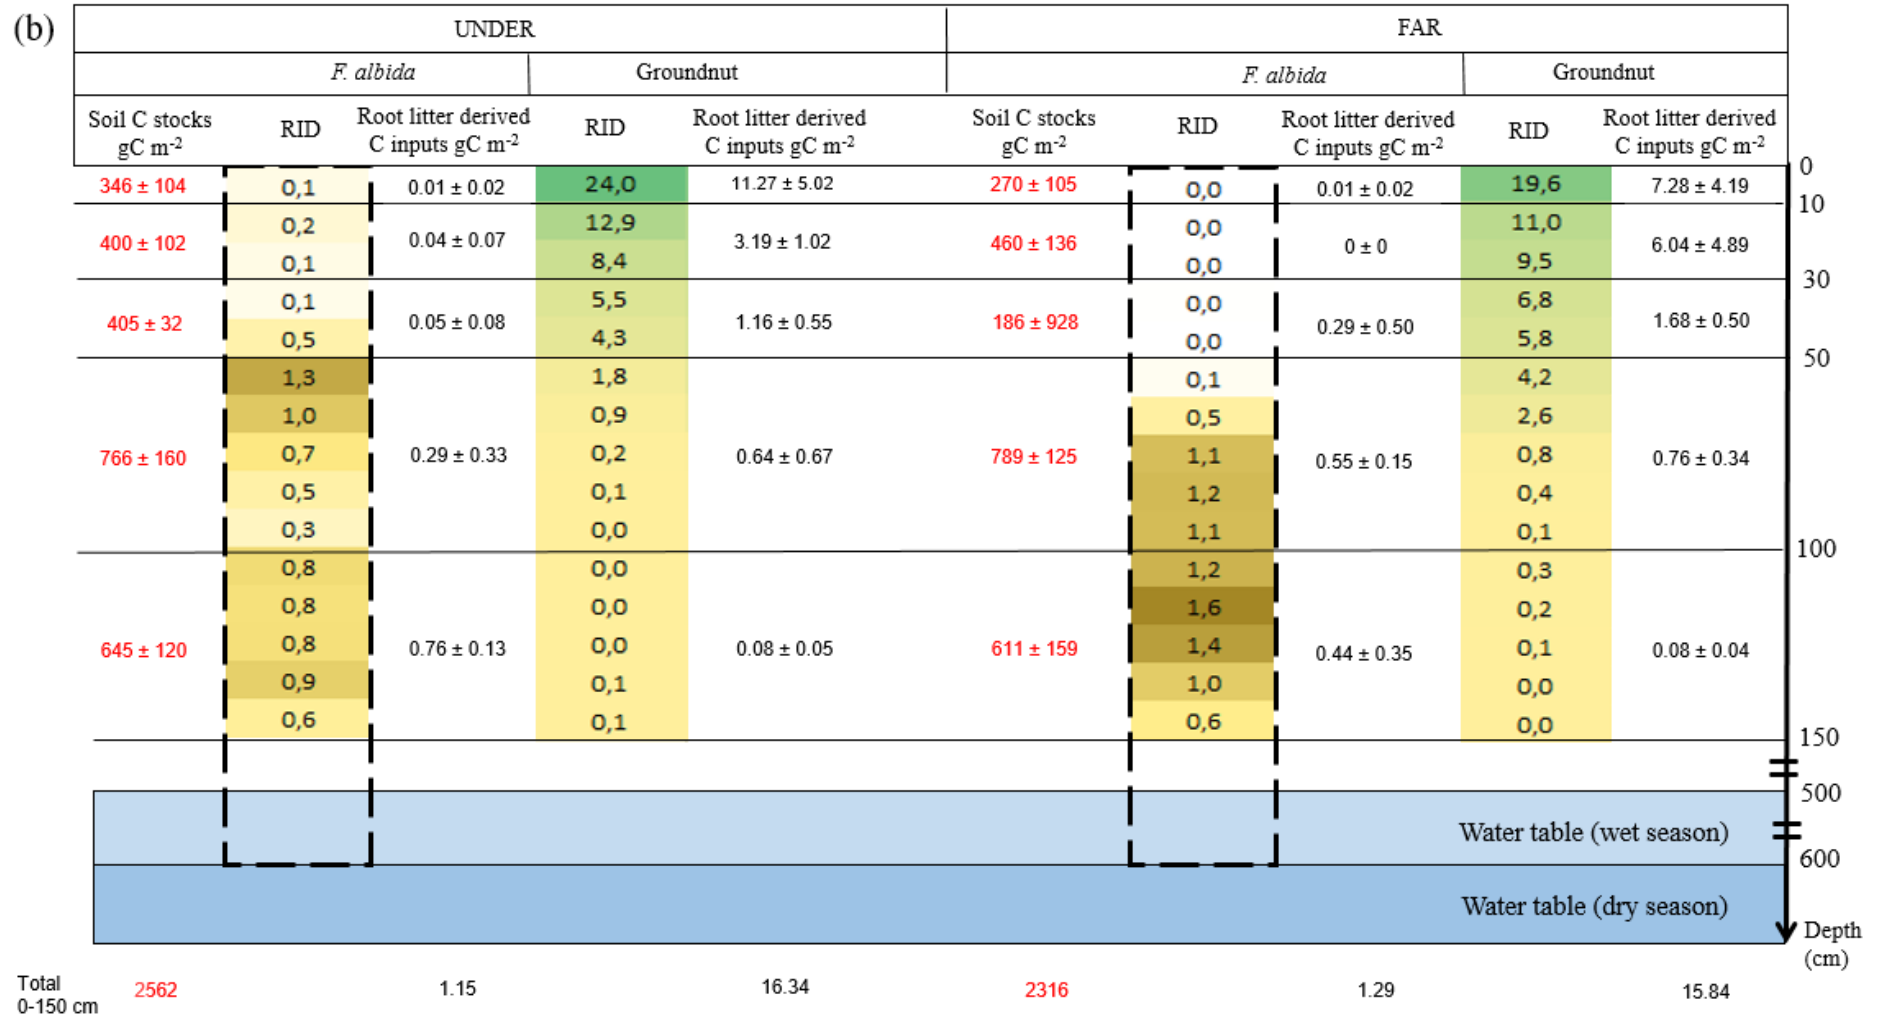 (b)
UNDER FAR
F. albida Groundnut F. albida Groundnut
Soil C stocks gC m-2 RID Root litter derived C inputs gC m-2 RID Root litter derived C inputs gC m-2 Soil C stocks gC m-2 RID Root litter derived C inputs gC m-2 RID Root litter derived C inputs gC m-2
0
346 ± 104 0,1 0.01 ± 0.02 24,0 11.27 ± 5.02 270 ± 105 0,0 0.01 ± 0.02 19,6 7.28 ± 4.19
10
0,2 12,9 0,0 11,0
400 ± 102 0.04 ± 0.07 3.19 ± 1.02 460 ± 136 0 ± 0 6.04 ± 4.89
0,1 8,4 0,0 9,5
30
0,1 5,5 0,0 6,8
405 ± 32 0.05 ± 0.08 1.16 ± 0.55 186 ± 928 0.29 ± 0.50 1.68 ± 0.50
0,5 4,3 0,0 5,8
50
1,3 1,8 0,1 4,2
1,0 0,9 0,5 2,6
766 ± 160 0,7 0.29 ± 0.33 0,2 0.64 ± 0.67 789 ± 125 1,1 0.55 ± 0.15 0,8 0.76 ± 0.34
0,5 0,1 1,2 0,4
0,3 0,0 1,1 0,1
100
0,8 0,0 1,2 0,3
0,8 0,0 1,6 0,2
645 ± 120 0,8 0.76 ± 0.13 0,0 0.08 ± 0.05 611 ± 159 1,4 0.44 ± 0.35 0,1 0.08 ± 0.04
0,9 0,1 1,0 0,0
0,6 0,1 0,6 0,0
150
500
Water table (wet season)
600
Water table (dry season)
Depth
(cm)
Total
0-150 cm 2562 1.15 16.34 2316 1.29 15.84